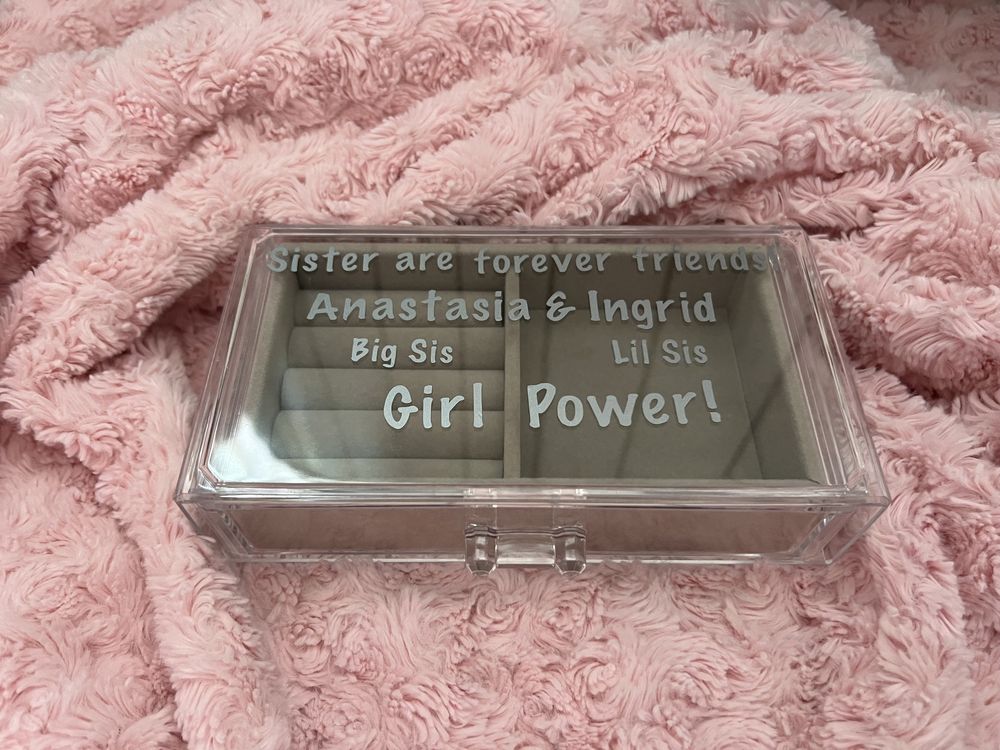 Sister are forever friends!
Anastasia & Ingrid
Big Sis Lil Sis
Girl Power!